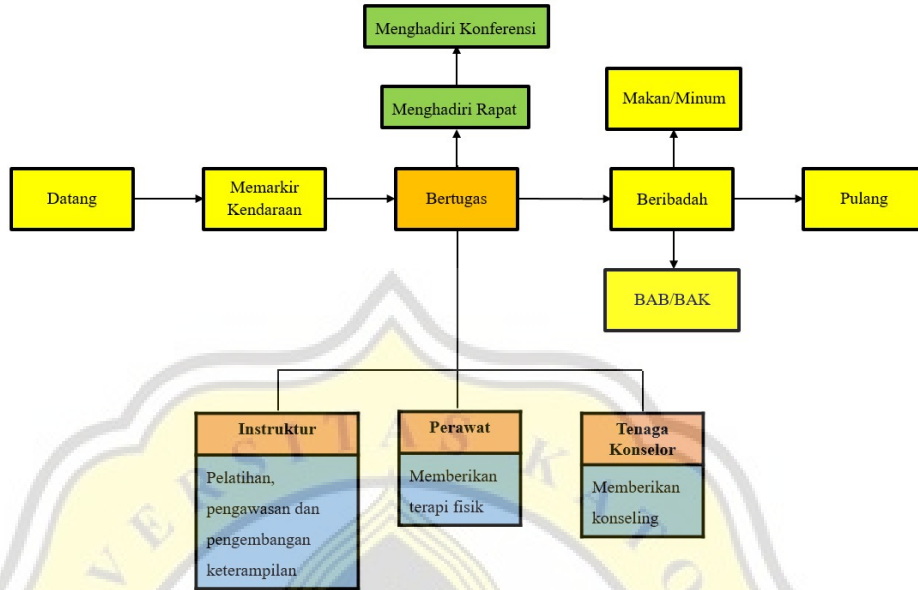 Menghadiri Konferensi
Menghadiri Rapat
Makan/Minum
Datang
Memarkir
Kendaraan
Bertugas
Beribadah
Pulang
BAB/BAK
Instruktur
Pelatihan,
pengawasan dan
pengembangan
keterampilan
Perawat
Memberikan
terapi fisik
Tenaga
Konselor
Memberikan
konseling